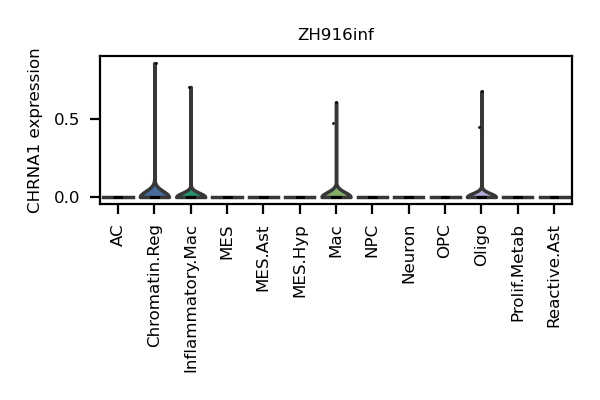 ZH916inf
CHRNA1 expression
0.5
0.0
AC
Chromatin.Reg
Inflammatory.Mac
MES
MES.Ast
MES.Hyp
Mac
NPC
Neuron
OPC
Oligo
Prolif.Metab
Reactive.Ast